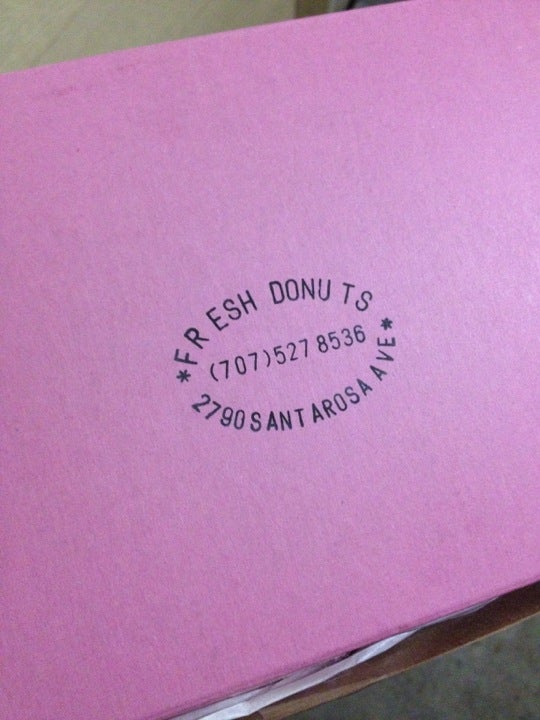 *FRESH DONUTS*
(707)527 8536
2790 SANTAROSA AVE